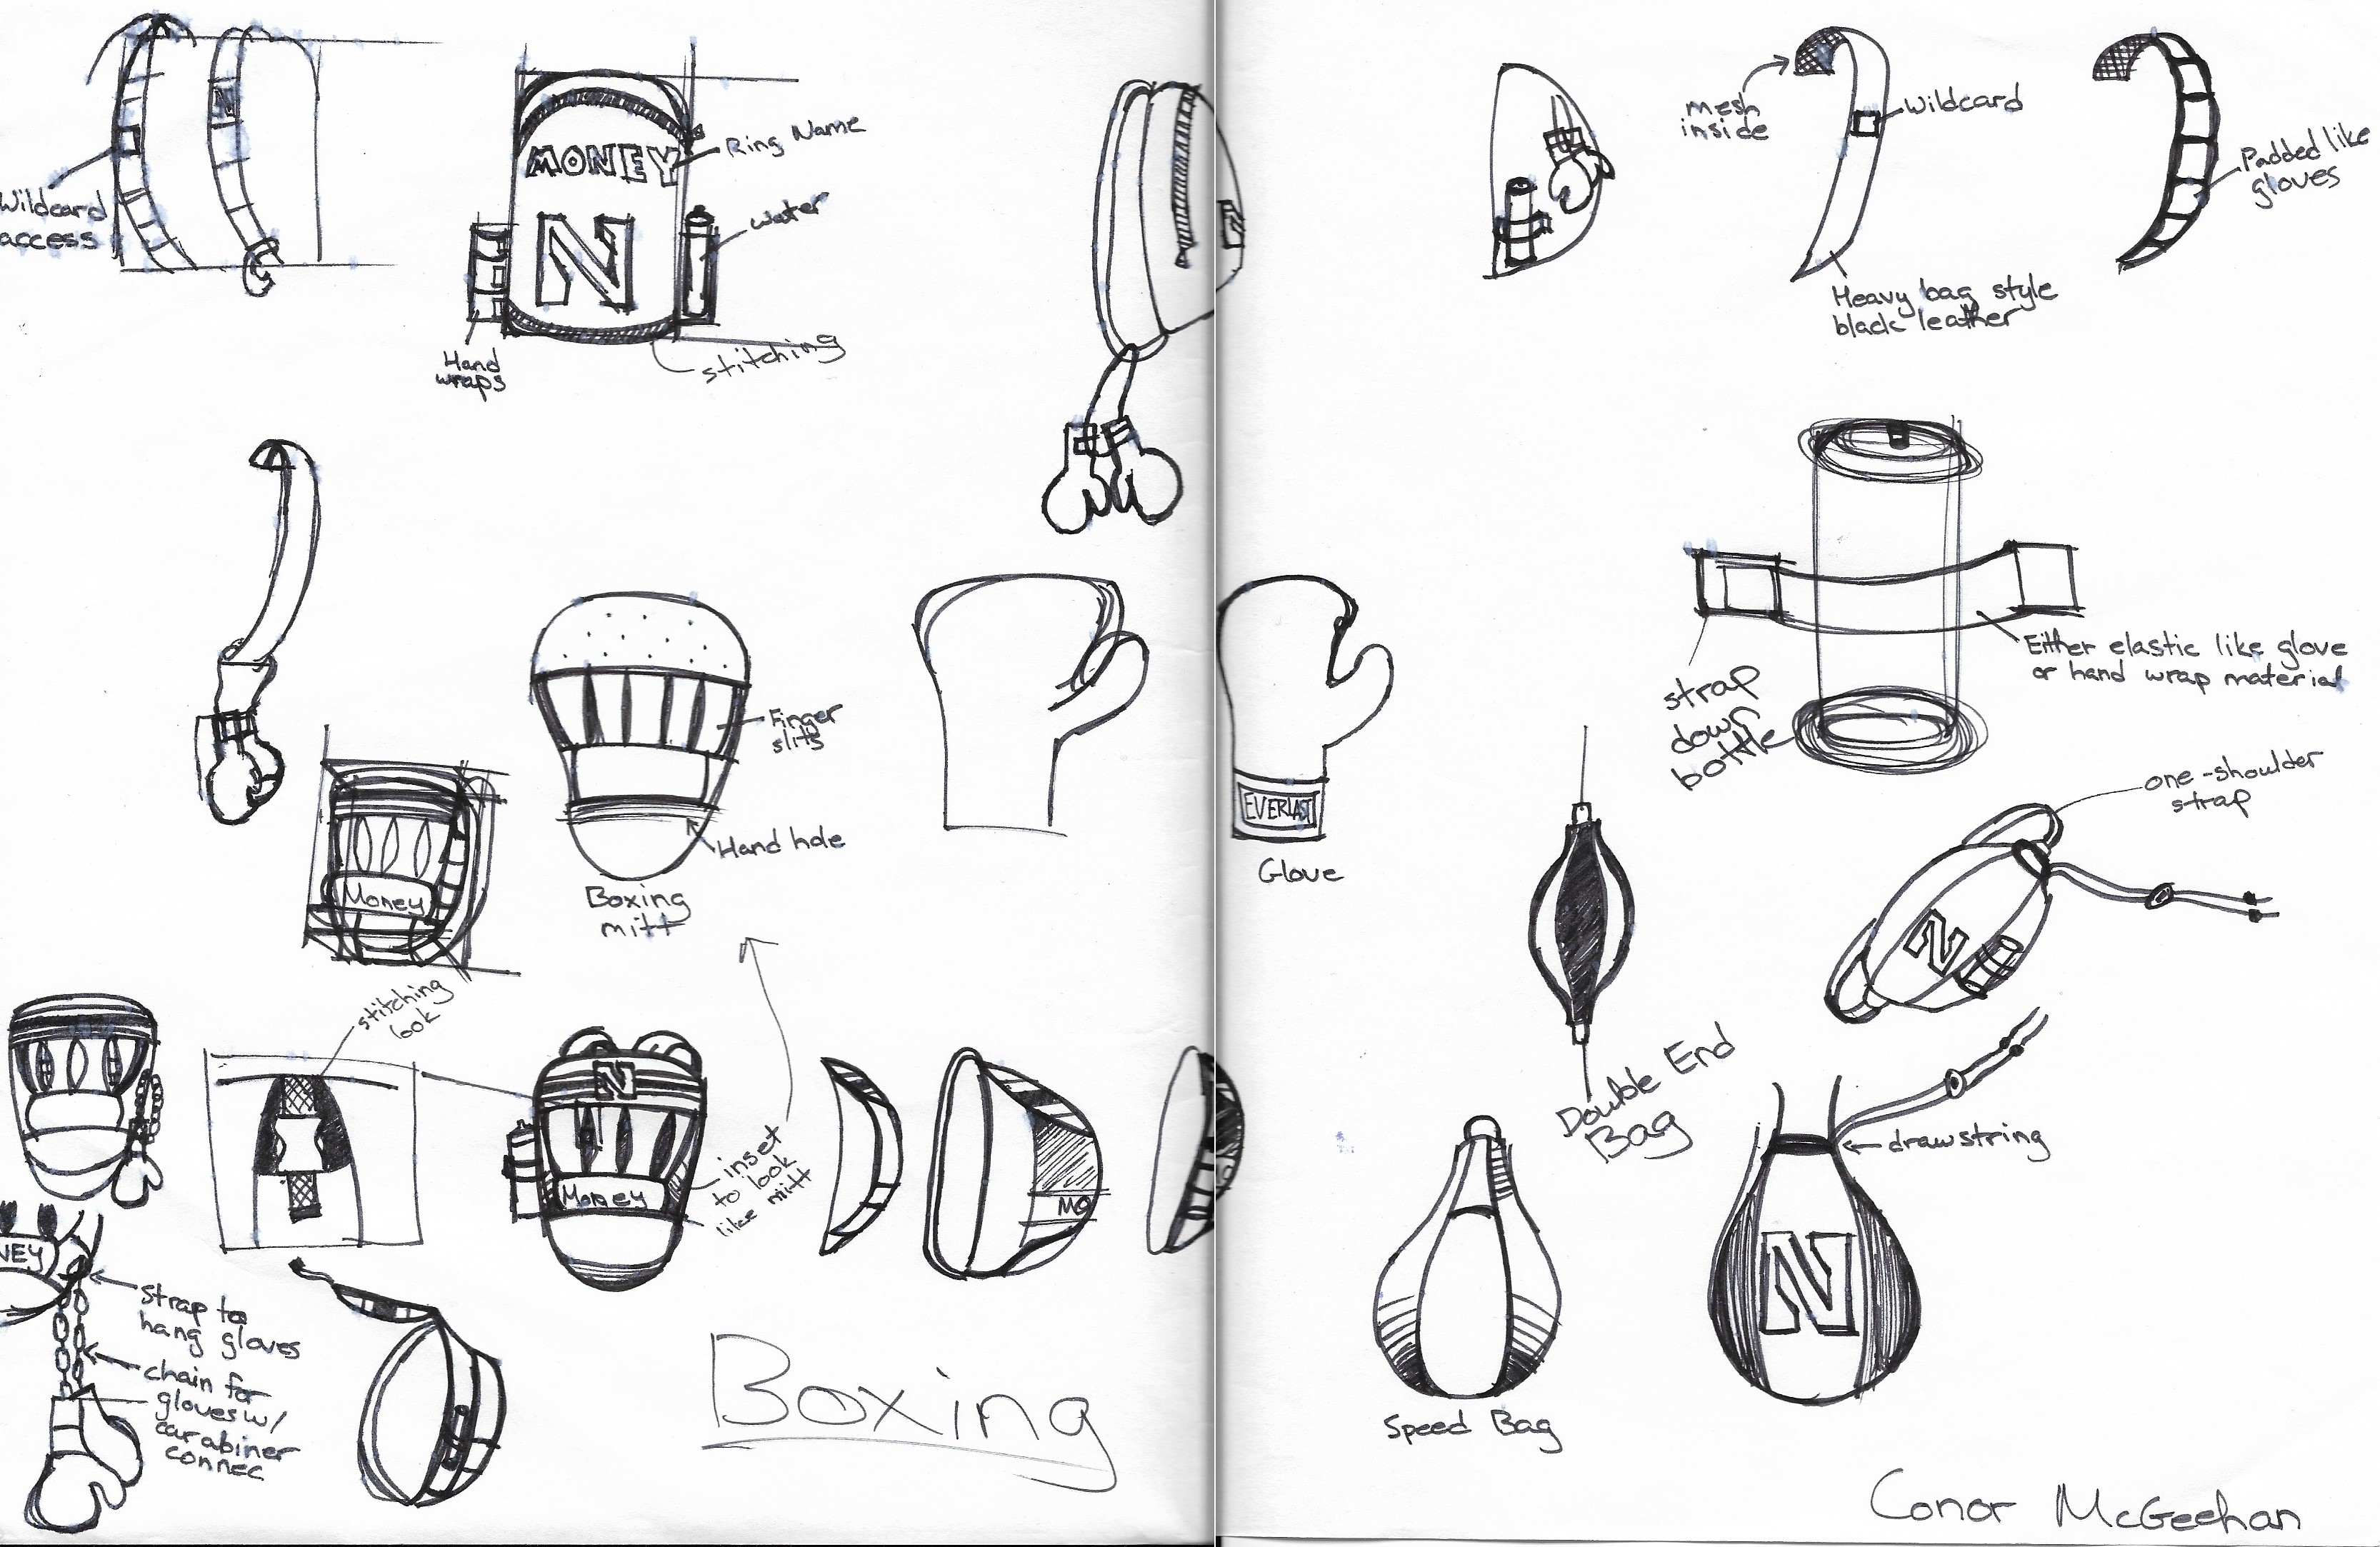 Wildcard
access
N
MONEY
N
Ring Name
Water
Hand
wraps
stitching
mesh
inside
Wildcard
Padded like
gloves
Heavy bag style
black leather
Finger
slits
Hand hole
Boxing
mitt
Money
stitching
look
EVERLAST
Glove
strap
down
bottle
Either elastic like glove
or hand wrap material
one-shoulder
strap
N
Double End
Bag
drawstring
N
Speed Bag
N
Money
inset
to look
like mitt
MO
NEY
strap to
hang gloves
chain for
gloves w/
carabiner
connec
Boxing
Conor McGeehan